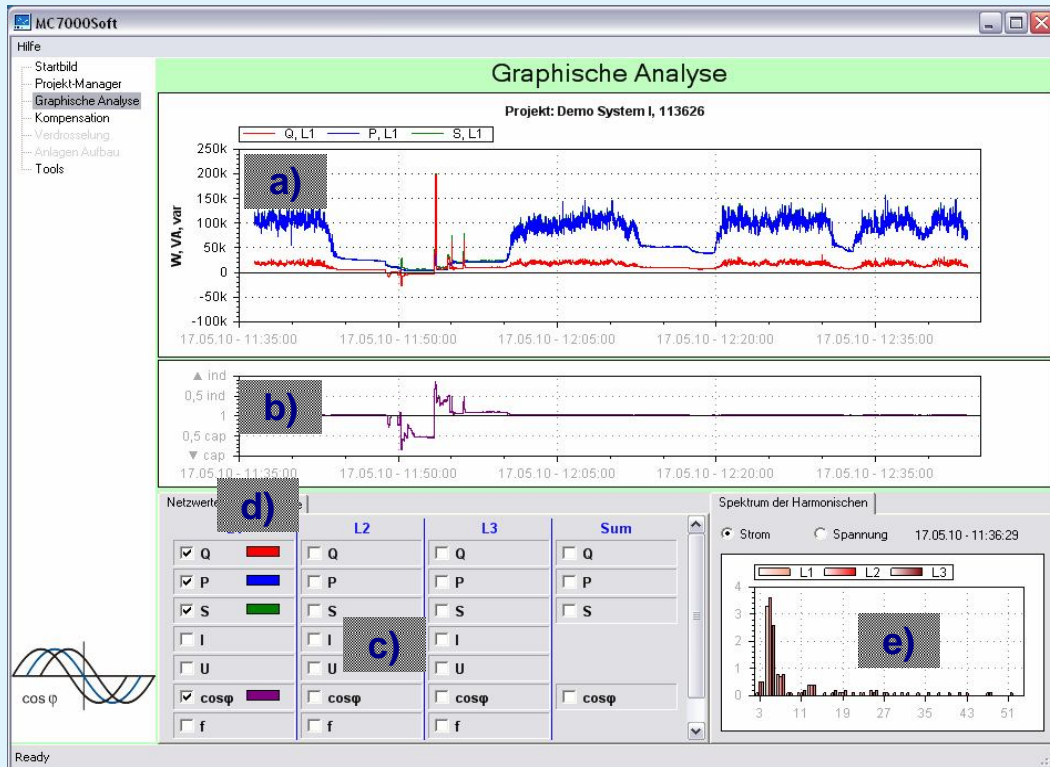 MC7000Soft
Hilfe
Startbild
Projekt-Manager
Graphische Analyse
Kompensation
Verdrosselung
Anlagen Aufbau
Tools
Graphische Analyse
Projekt: Demo System I, 113626
Q, L1 P, L1 S, L1
W, VA, var
250k
200k
150k
100k
50k
0
-50k
-100k
17.05.10 - 11:35:00 17.05.10 - 11:50:00 17.05.10 - 12:05:00 17.05.10 - 12:20:00 17.05.10 - 12:35:00
a)
▲ ind
0,5 ind
1
0,5 cap
▼ cap
17.05.10 - 11:35:00 17.05.10 - 11:50:00 17.05.10 - 12:05:00 17.05.10 - 12:20:00 17.05.10 - 12:35:00
b)
Netzwerte
d)
L2 L3 Sum
Q Q Q Q
P P P P
S S S S
I I I
U U U
cosφ cosφ cosφ cosφ
f f f
c)
Spektrum der Harmonischen
Strom Spannung 17.05.10 - 11:36:29
L1 L2 L3
4
3
2
1
0
3 11 19 27 35 43 51
e)
cos φ
Ready